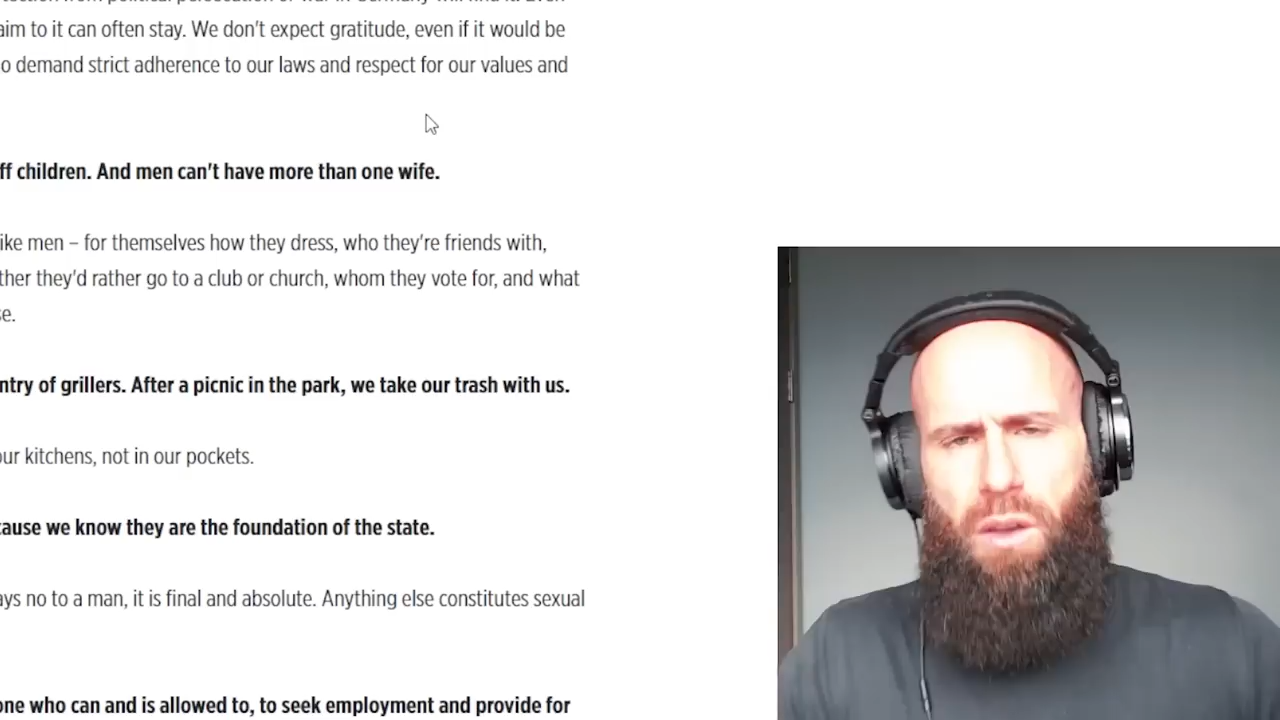 aim to it can often stay. We don't expect gratitude, even if it would be
o demand strict adherence to our laws and respect for our values and
ff children. And men can't have more than one wife.
ike men – for themselves how they dress, who they're friends with,
ther they'd rather go to a club or church, whom they vote for, and what
se.
ntry of grillers. After a picnic in the park, we take our trash with us.
our kitchens, not in our pockets.
cause we know they are the foundation of the state.
ays no to a man, it is final and absolute. Anything else constitutes sexual
one who can and is allowed to, to seek employment and provide for